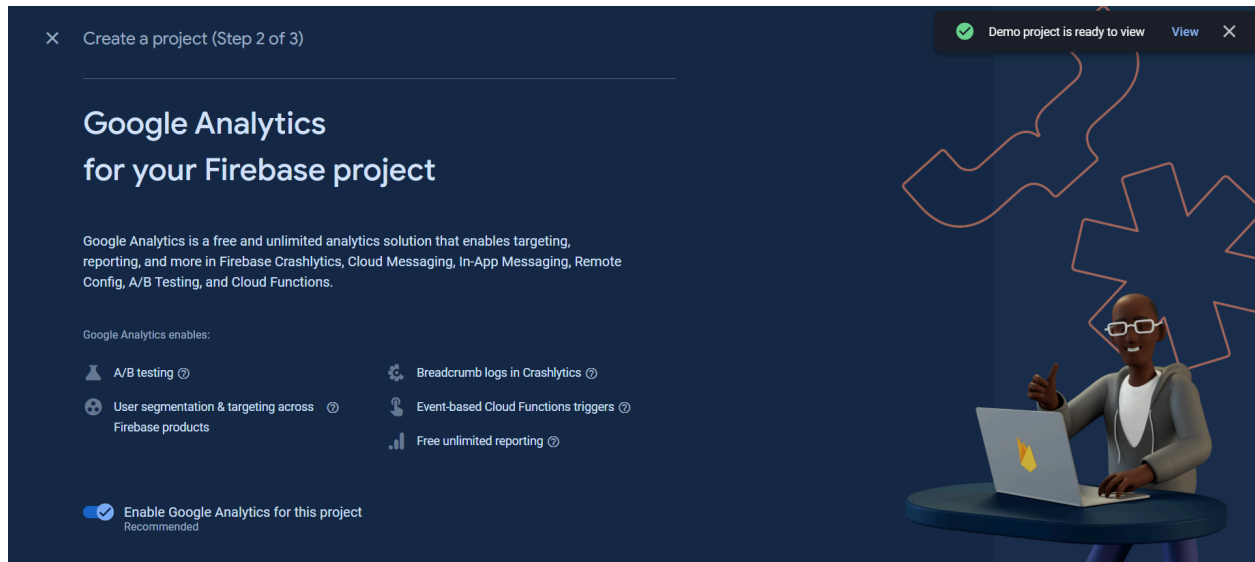 Create a project (Step 2 of 3)
Demo project is ready to view View
Google Analytics
for your Firebase project
Google Analytics is a free and unlimited analytics solution that enables targeting,
reporting, and more in Firebase Crashlytics, Cloud Messaging, In-App Messaging, Remote
Config, A/B Testing, and Cloud Functions.
Google Analytics enables:
A/B testing
User segmentation & targeting across
Firebase products
Breadcrumb logs in Crashlytics
Event-based Cloud Functions triggers
Free unlimited reporting
Enable Google Analytics for this project
Recommended